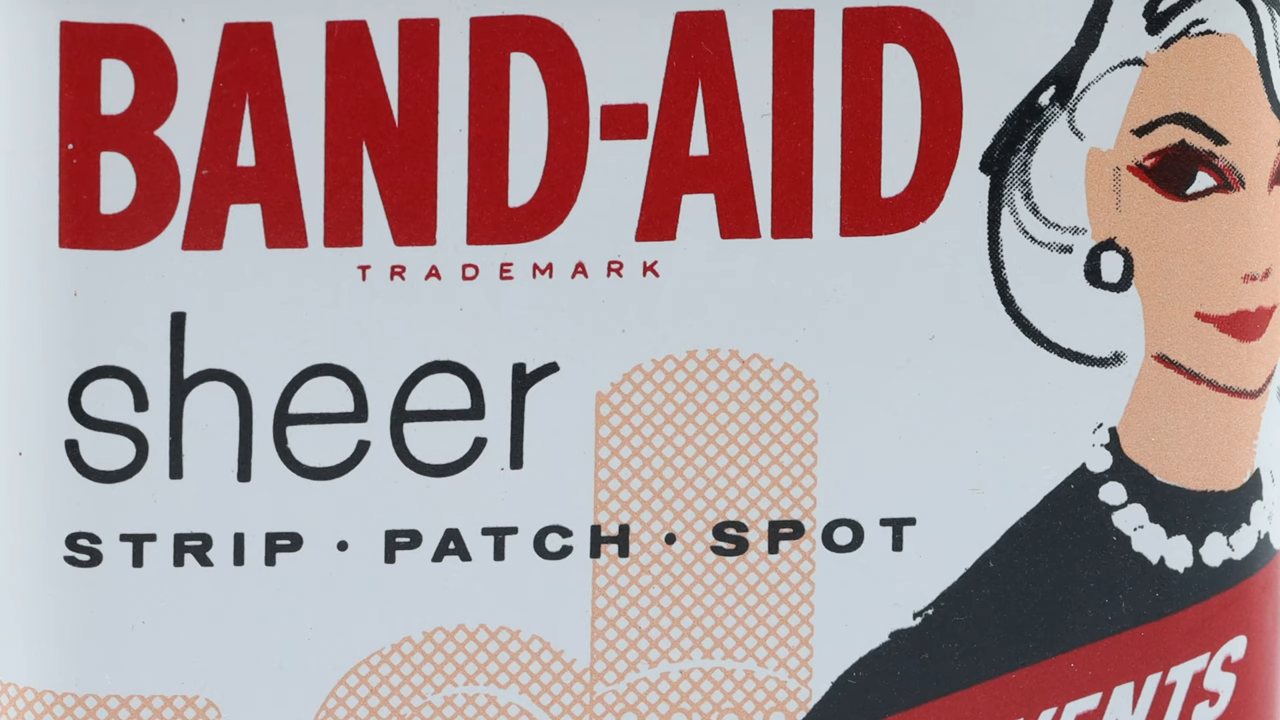 BAND-AID
TRADEMARK
sheer
STRIP · PATCH · SPOT